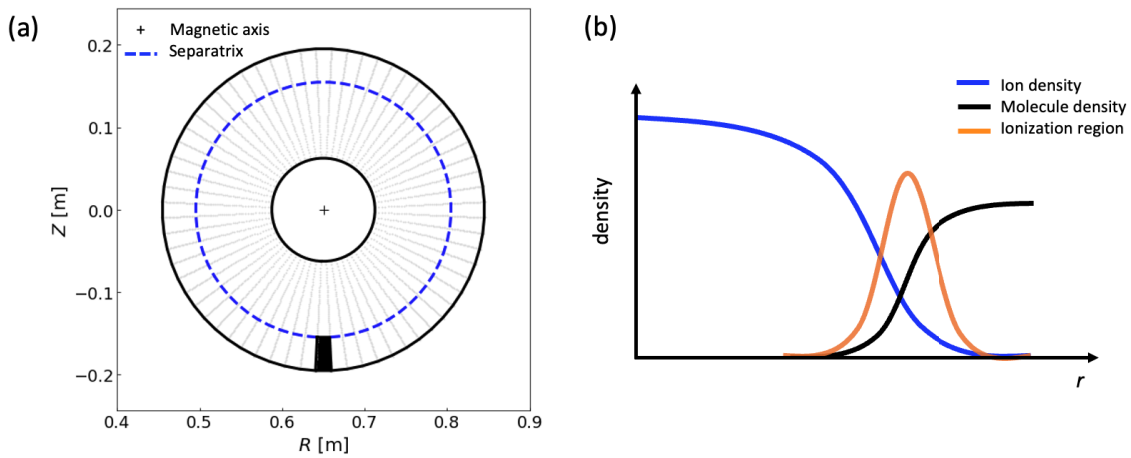 (a)
Magnetic axis
Separatrix
0.2
0.1
0.0
−0.1
−0.2
Z [m]
0.4 0.5 0.6 0.7 0.8 0.9
R [m]
(b)
Ion density
Molecule density
Ionization region
density
r